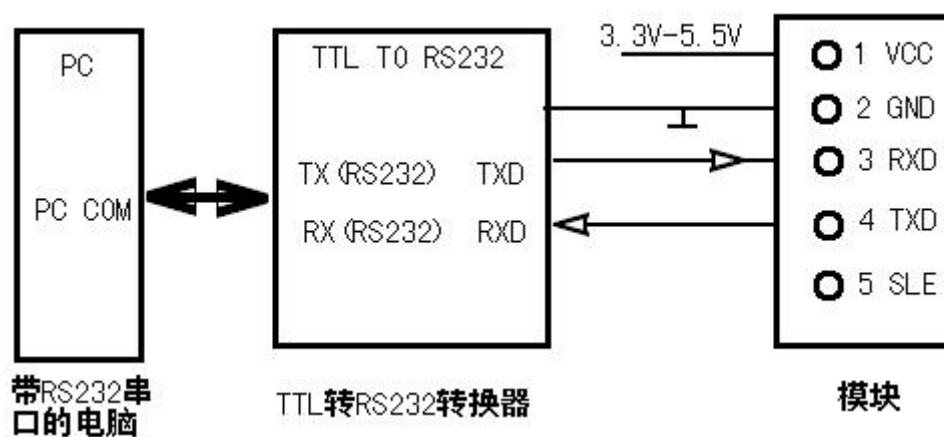 PC
PC COM
带RS232串
口的电脑
TTL TO RS232
TX(RS232) TXD
RX(RS232) RXD
TTL转RS232转换器
3.3V-5.5V
1 VCC
2 GND
3 RXD
4 TXD
5 SLE
模块